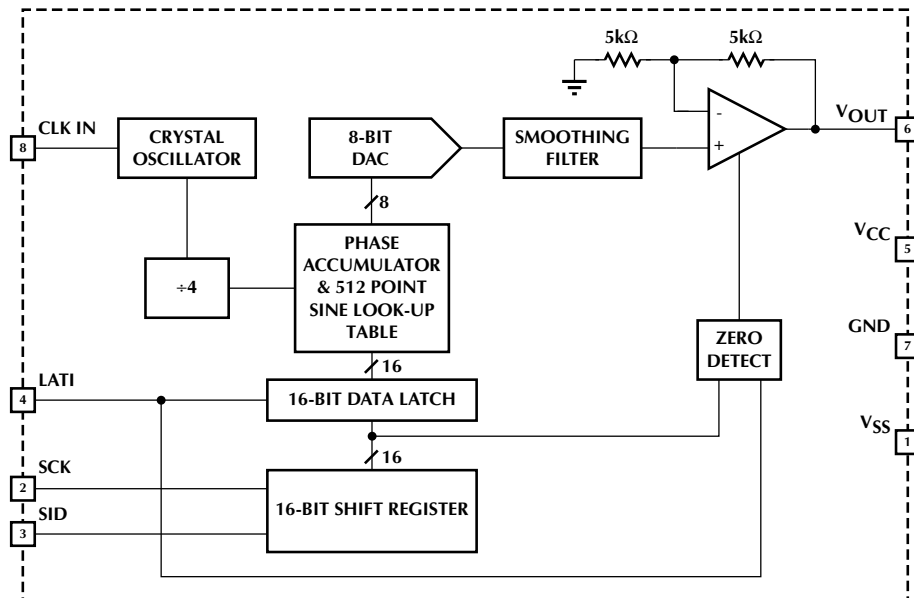 5kΩ
5kΩ
CLK IN
8
CRYSTAL
OSCILLATOR
8-BIT
DAC
SMOOTHING
FILTER
-
+
VOUT
6
8
÷4
PHASE
ACCUMULATOR
& 512 POINT
SINE LOOK-UP
TABLE
VCC
5
GND
7
ZERO
DETECT
16
LATI
4
16-BIT DATA LATCH
VSS
1
16
SCK
2
16-BIT SHIFT REGISTER
SID
3